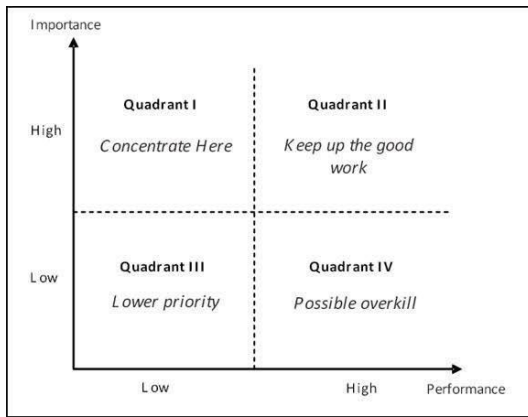 Importance
Quadrant I
Quadrant II
High
Concentrate Here
Keep up the good
work
Quadrant III
Quadrant IV
Low
Lower priority
Possible overkill
Low
High
Performance